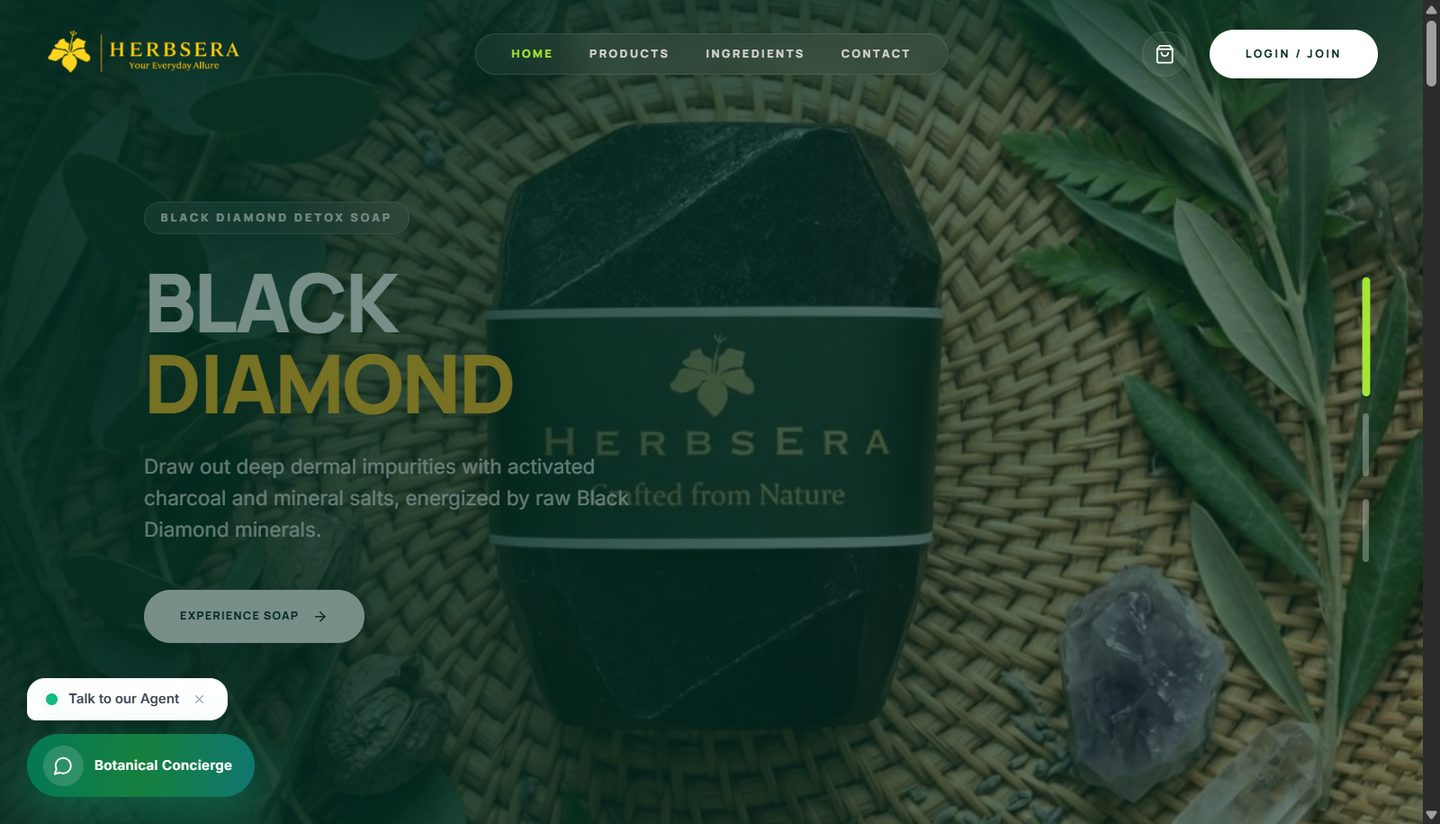 HERBSERA
Your Everyday Allure
HOME
PRODUCTS
INGREDIENTS
CONTACT
LOGIN / JOIN
BLACK DIAMOND DETOX SOAP
BLACK
DIAMOND
Draw out deep dermal impurities with activated
charcoal and mineral salts, energized by raw Black
Diamond minerals.
EXPERIENCE SOAP
HERBSERA
Crafted from Nature
Talk to our Agent
Botanical Concierge